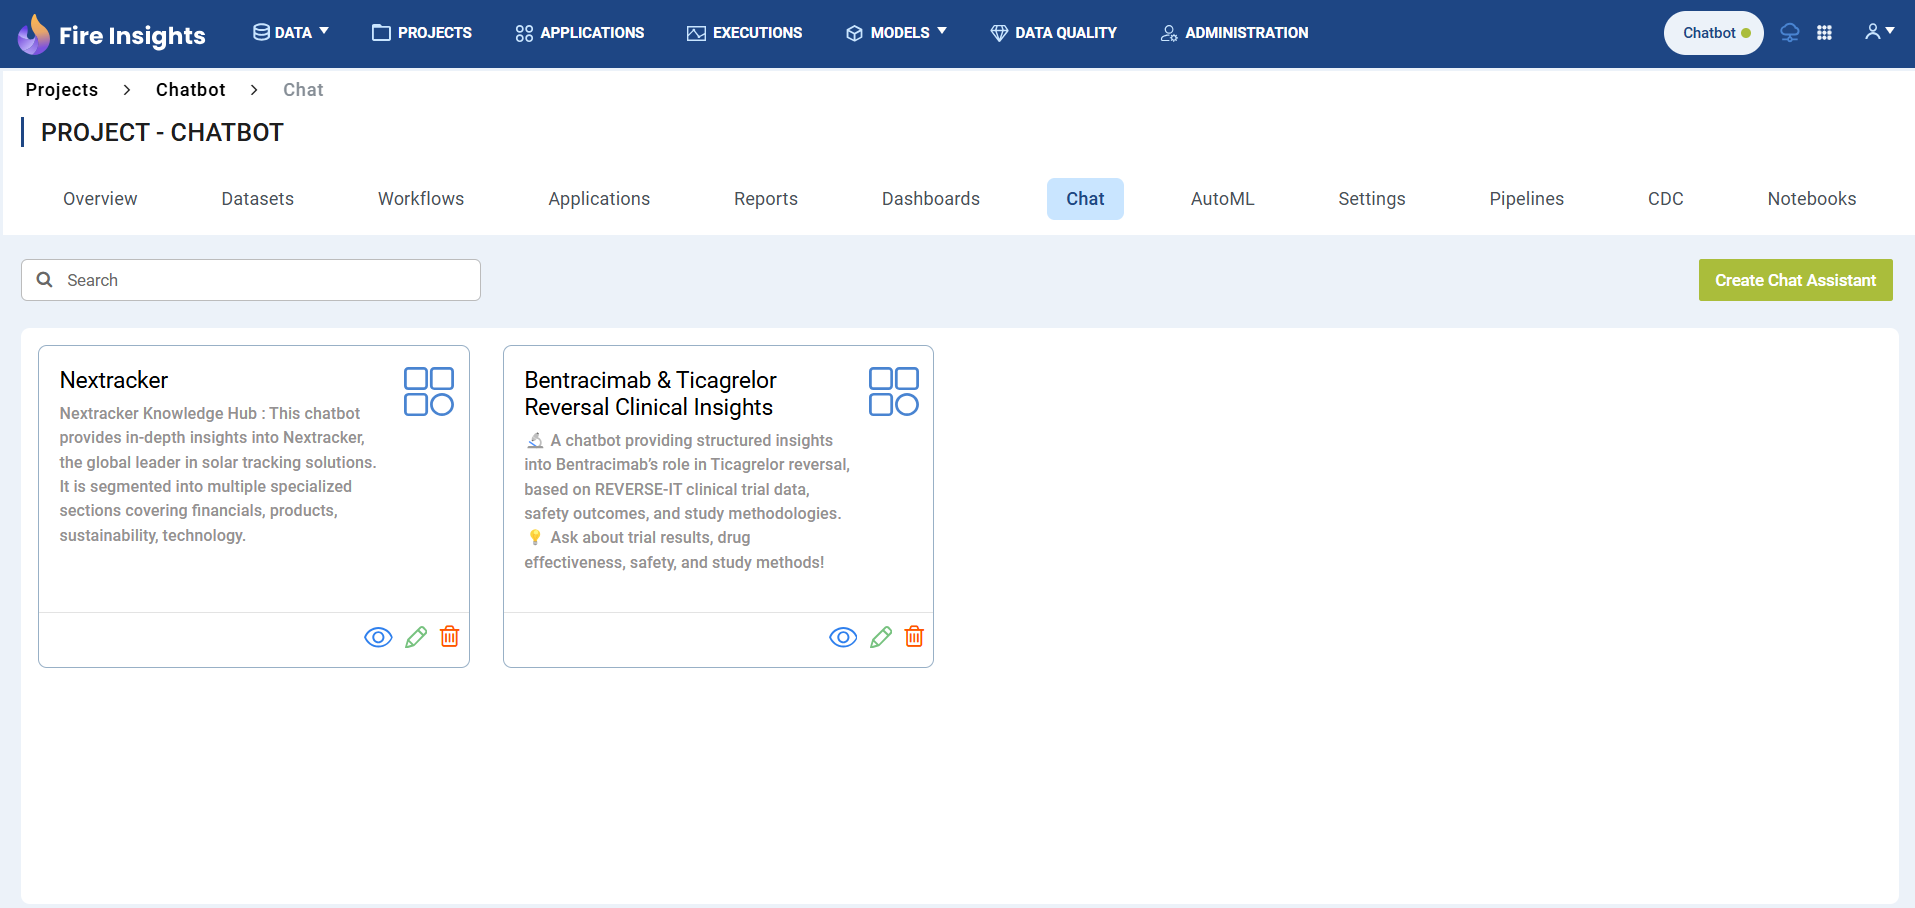 Fire Insights
DATA
PROJECTS
APPLICATIONS
EXECUTIONS
MODELS
DATA QUALITY
ADMINISTRATION
Chatbot
Projects > Chatbot > Chat
PROJECT - CHATBOT
Overview
Datasets
Workflows
Applications
Reports
Dashboards
Chat
AutoML
Settings
Pipelines
CDC
Notebooks
Search
Create Chat Assistant
Nextracker
Nextracker Knowledge Hub : This chatbot
provides in-depth insights into Nextracker,
the global leader in solar tracking solutions.
It is segmented into multiple specialized
sections covering financials, products,
sustainability, technology.
Bentracimab & Ticagrelor
Reversal Clinical Insights
🔬 A chatbot providing structured insights
into Bentracimab’s role in Ticagrelor reversal,
based on REVERSE-IT clinical trial data,
safety outcomes, and study methodologies.
💡 Ask about trial results, drug
effectiveness, safety, and study methods!